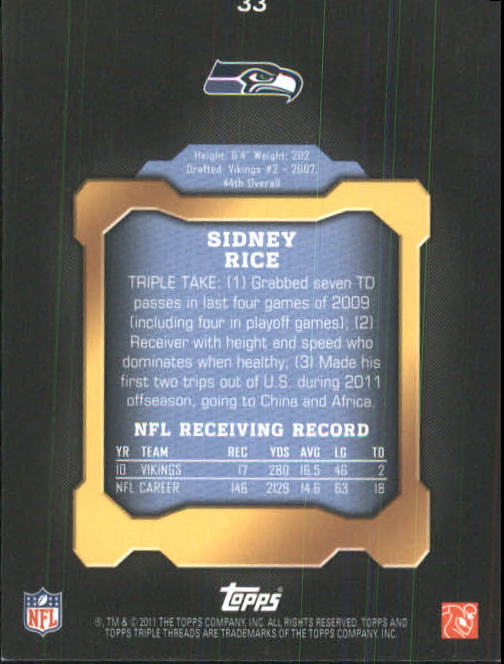 33
Height: 6'4" Weight: 202
Drafted: Vikings #2 - 2007,
44th Overall
SIDNEY
RICE
TRIPLE TAKE: (1) Grabbed seven TD
passes in last four games of 2009
(including four in playoff games); (2)
Receiver with height and speed who
dominates when healthy; (3) Made his
first two trips out of U.S. during 2011
offseason, going to China and Africa.
NFL RECEIVING RECORD
YR TEAM REC YDS AVG LG TD
10 VIKINGS 17 280 16.5 46 2
NFL CAREER 146 2129 14.6 63 18
NFL
Topps
®, TM & © 2011 THE TOPPS COMPANY, INC. ALL RIGHTS RESERVED. TOPPS AND
TOPPS TRIPLE THREADS ARE TRADEMARKS OF THE TOPPS COMPANY, INC.